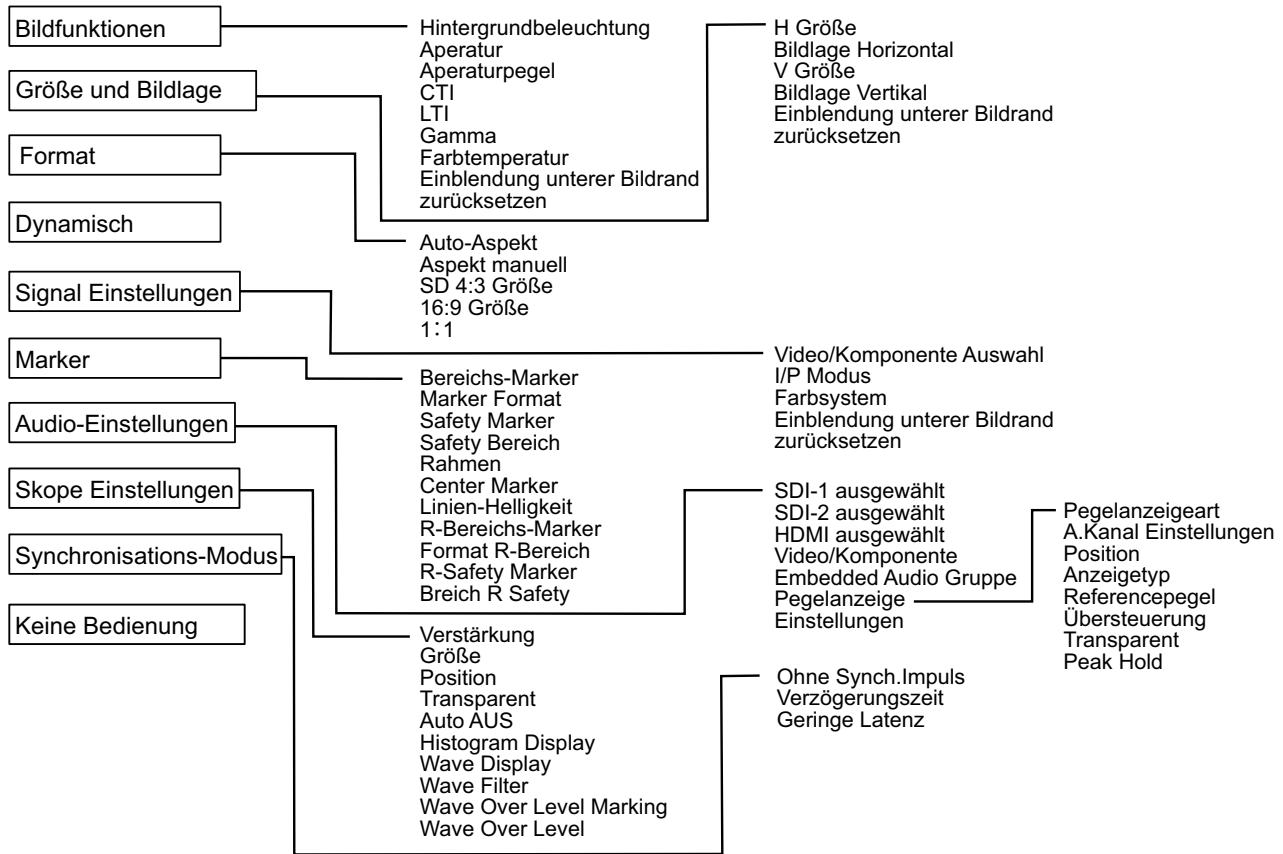 Bildfunktionen
Größe und Bildlage
Format
Dynamisch
Signal Einstellungen
Marker
Audio-Einstellungen
Skope Einstellungen
Synchronisations-Modus
Keine Bedienung
Hintergrundbeleuchtung
Aperatur
Aperaturpegel
CTI
LTI
Gamma
Farbtemperatur
Einblendung unterer Bildrand
zurücksetzen
Auto-Aspekt
Aspekt manuell
SD 4:3 Größe
16:9 Größe
1:1
Bereichs-Marker
Marker Format
Safety Marker
Safety Bereich
Rahmen
Center Marker
Linien-Helligkeit
R-Bereichs-Marker
Format R-Bereich
R-Safety Marker
Breich R Safety
Verstärkung
Größe
Position
Transparent
Auto AUS
Histogram Display
Wave Display
Wave Filter
Wave Over Level Marking
Wave Over Level
H Größe
Bildlage Horizontal
V Größe
Bildlage Vertikal
Einblendung unterer Bildrand
zurücksetzen
Video/Komponente Auswahl
I/P Modus
Farbsystem
Einblendung unterer Bildrand
zurücksetzen
SDI-1 ausgewählt
SDI-2 ausgewählt
HDMI ausgewählt
Video/Komponente
Embedded Audio Gruppe
Pegelanzeige
Einstellungen
Ohne Synch.Impuls
Verzögerungszeit
Geringe Latenz
Pegelanzeigeart
A.Kanal Einstellungen
Position
Anzeigetyp
Referencepegel
Übersteuerung
Transparent
Peak Hold